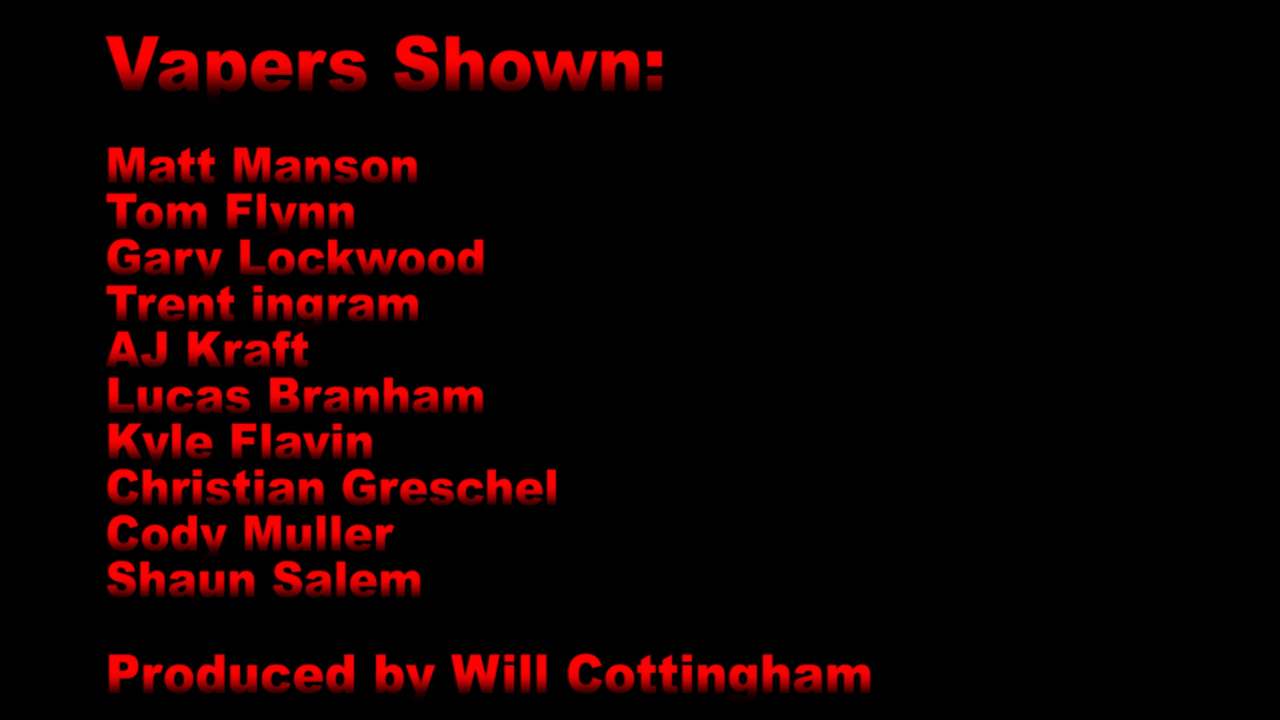 Vapers Shown:
Matt Manson
Tom Flynn
Gary Lockwood
Trent ingram
AJ Kraft
Lucas Branham
Kyle Flavin
Christian Greschel
Cody Muller
Shaun Salem
Produced by Will Cottingham